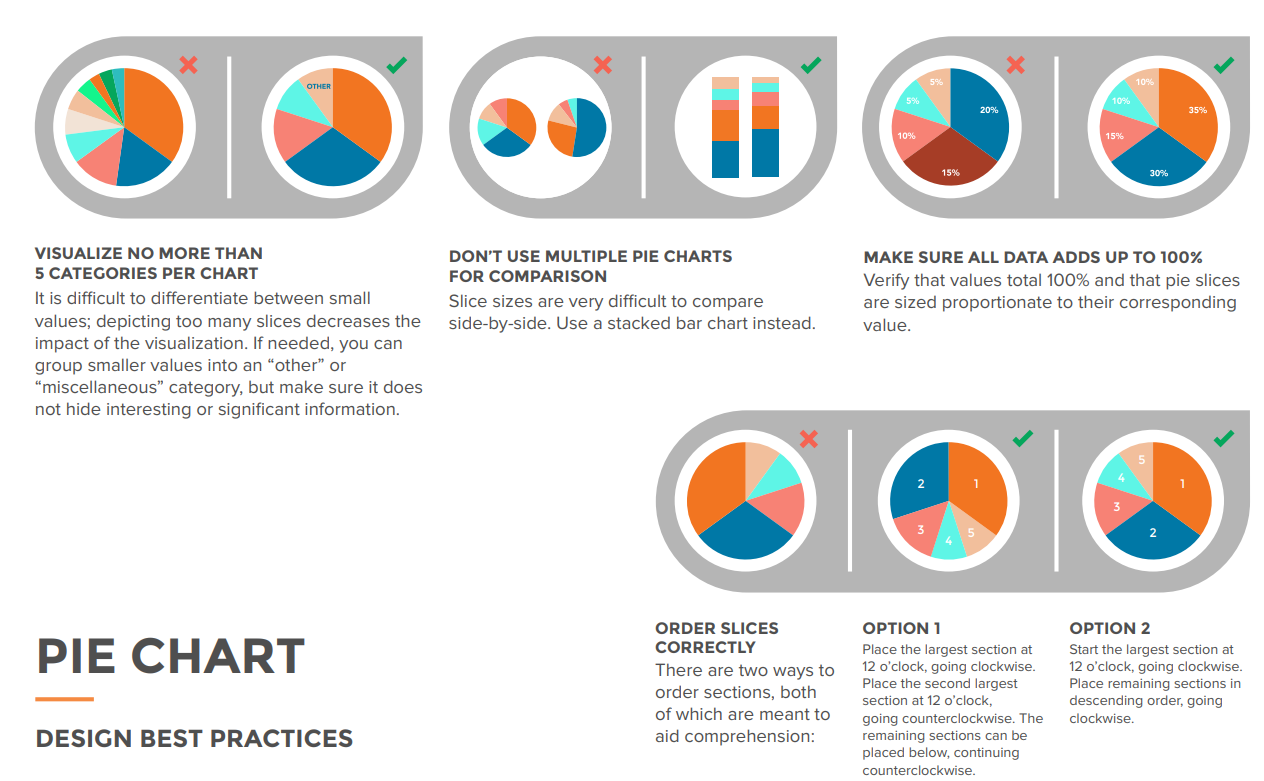 OTHER
5%
5%
10%
15%
20%
10%
10%
15%
30%
35%
VISUALIZE NO MORE THAN
5 CATEGORIES PER CHART
It is difficult to differentiate between small
values; depicting too many slices decreases the
impact of the visualization. If needed, you can
group smaller values into an “other” or
“miscellaneous” category, but make sure it does
not hide interesting or significant information.
DON’T USE MULTIPLE PIE CHARTS
FOR COMPARISON
Slice sizes are very difficult to compare
side-by-side. Use a stacked bar chart instead.
MAKE SURE ALL DATA ADDS UP TO 100%
Verify that values total 100% and that pie slices
are sized proportionate to their corresponding
value.
2
1
3
4
5
5
4
3
1
2
PIE CHART
DESIGN BEST PRACTICES
ORDER SLICES
CORRECTLY
There are two ways to
order sections, both
of which are meant to
aid comprehension:
OPTION 1
Place the largest section at
12 o’clock, going clockwise.
Place the second largest
section at 12 o’clock,
going counterclockwise. The
remaining sections can be
placed below, continuing
counterclockwise.
OPTION 2
Start the largest section at
12 o’clock, going clockwise.
Place remaining sections in
descending order, going
clockwise.